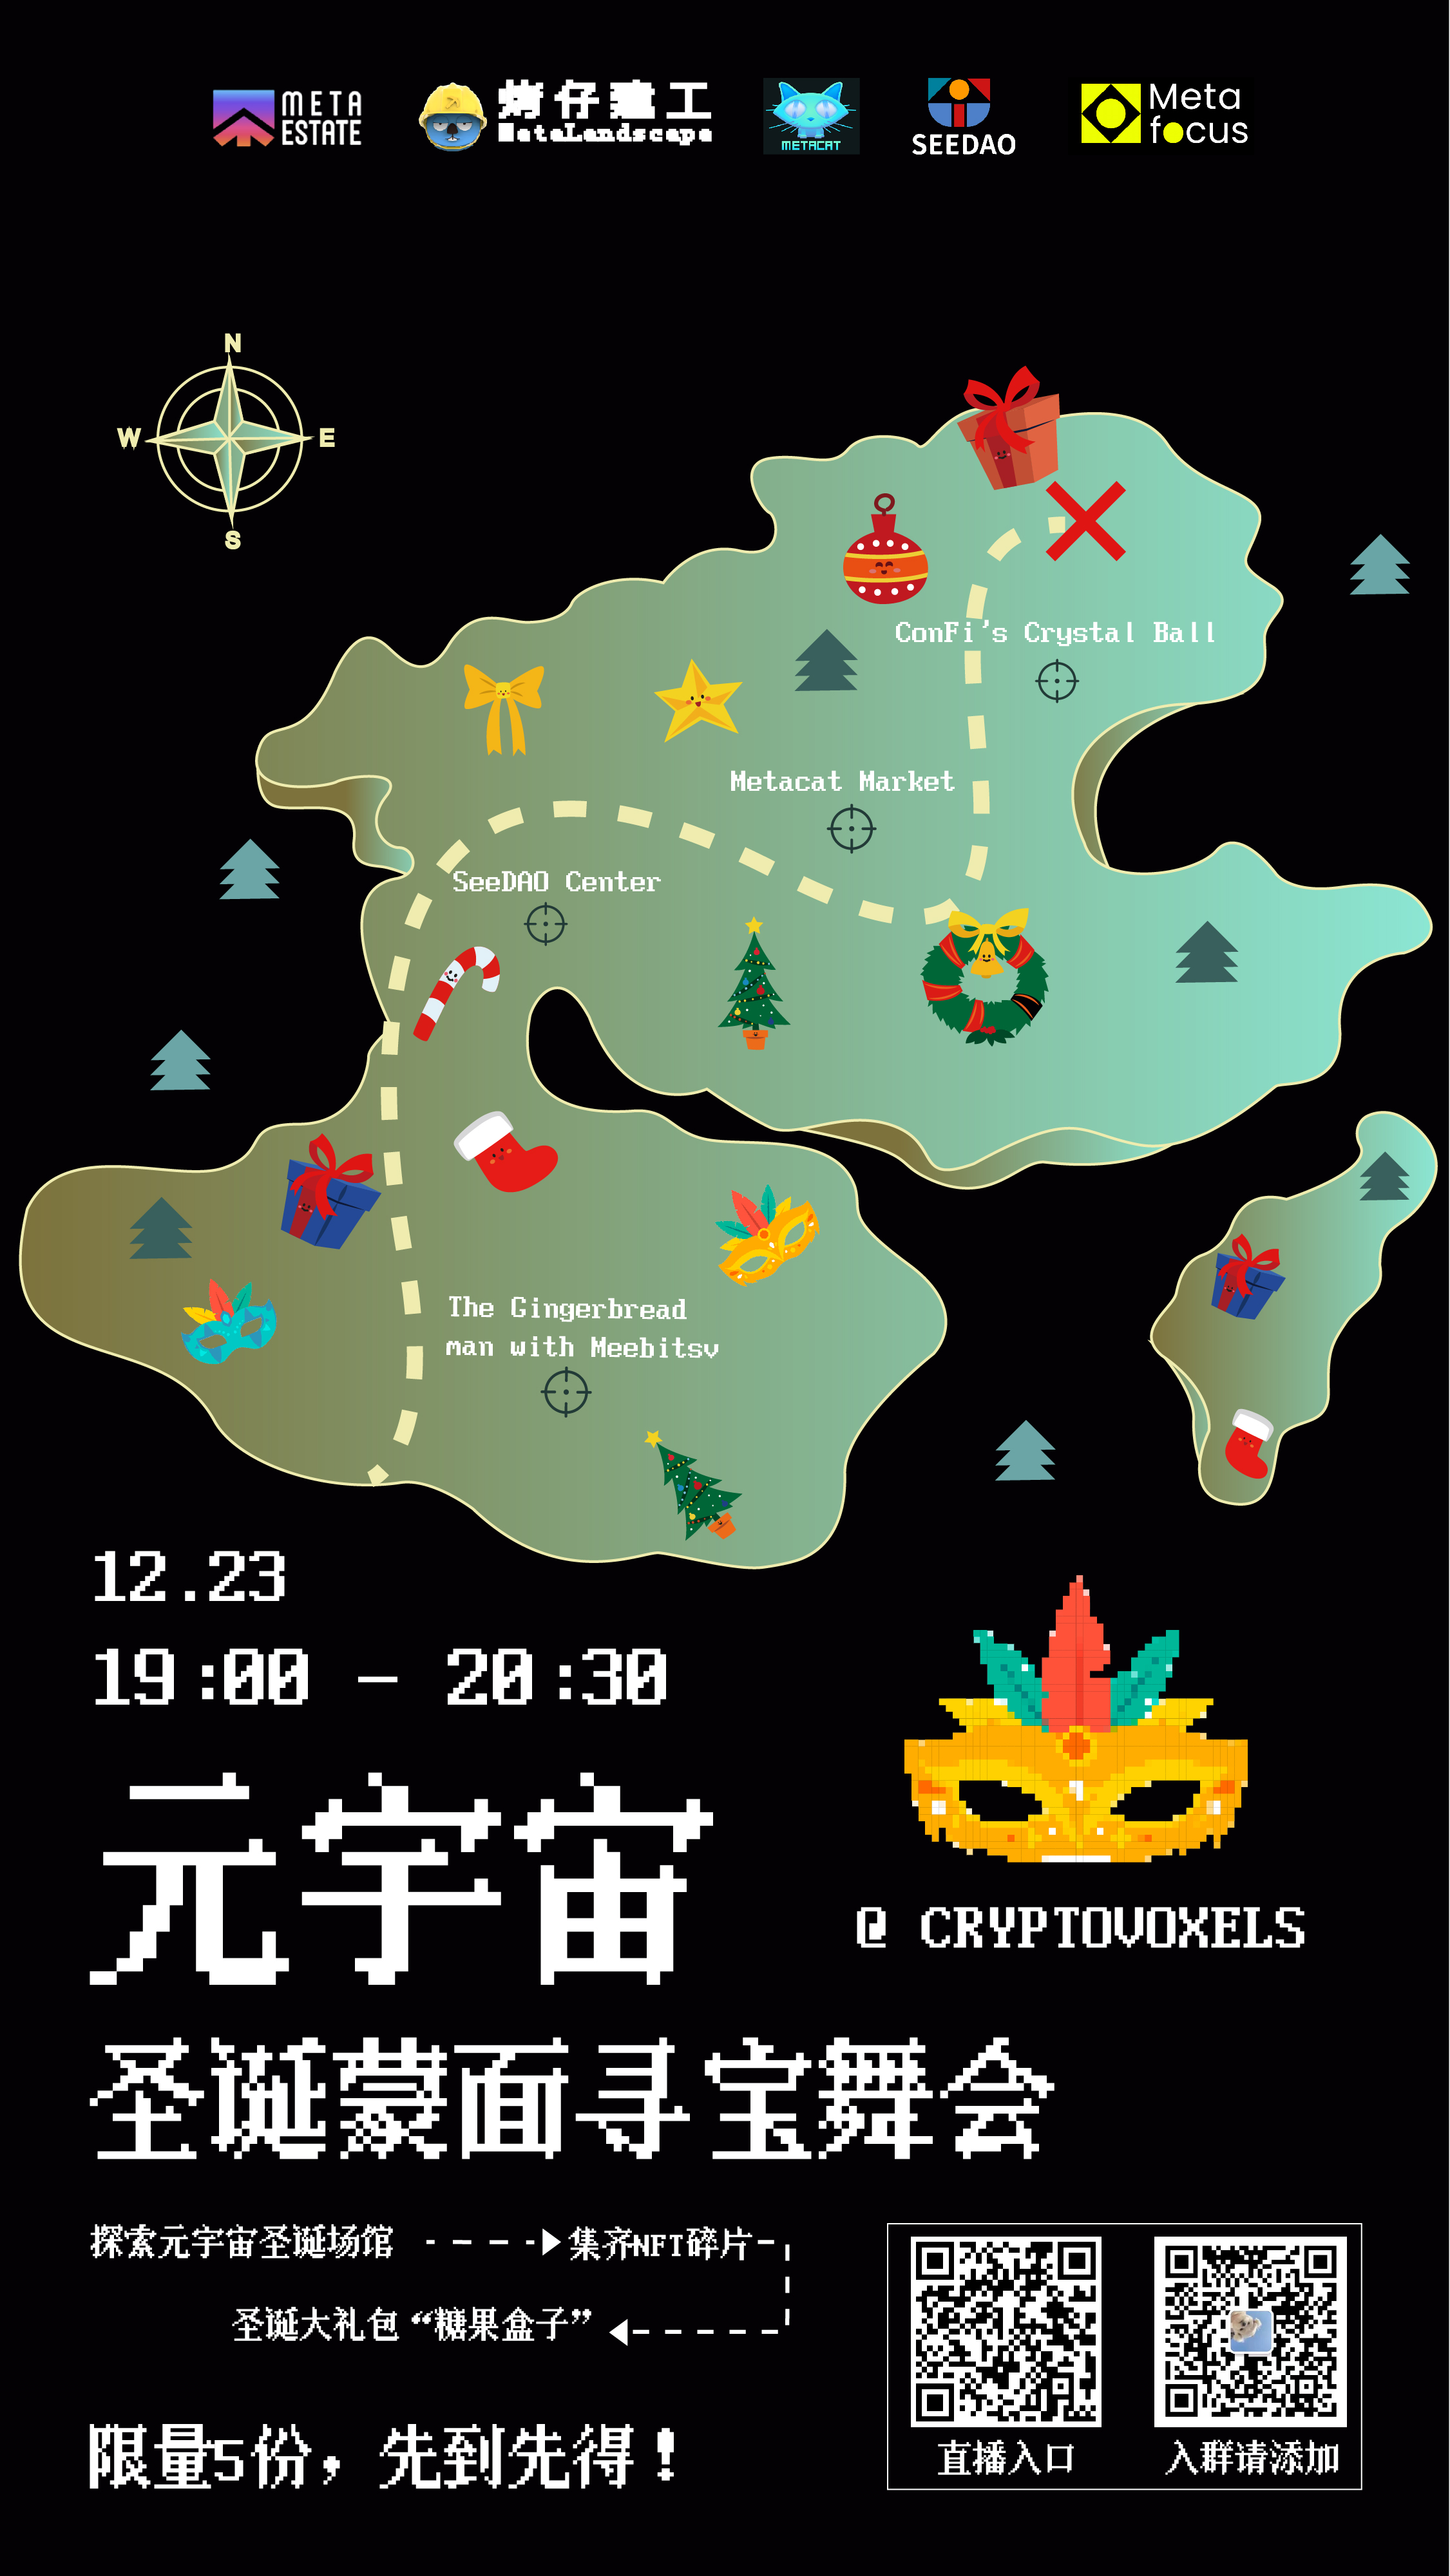 META ESTATE
烤仔建工
MetaLandscape
METACAT
SEEDAO
Meta
focus
N
W E
S
ConFi's Crystal Ball
Metacat Market
SeeDAO Center
The Gingerbread
man with Meebitsv
12.23
19:00 — 20:30
元宇宙
@ CRYPTOVOXELS
圣诞蒙面寻宝舞会
探索元宇宙圣诞场馆 集齐NFT碎片
圣诞大礼包“糖果盒子”
限量5份，先到先得！
直播入口 入群请添加